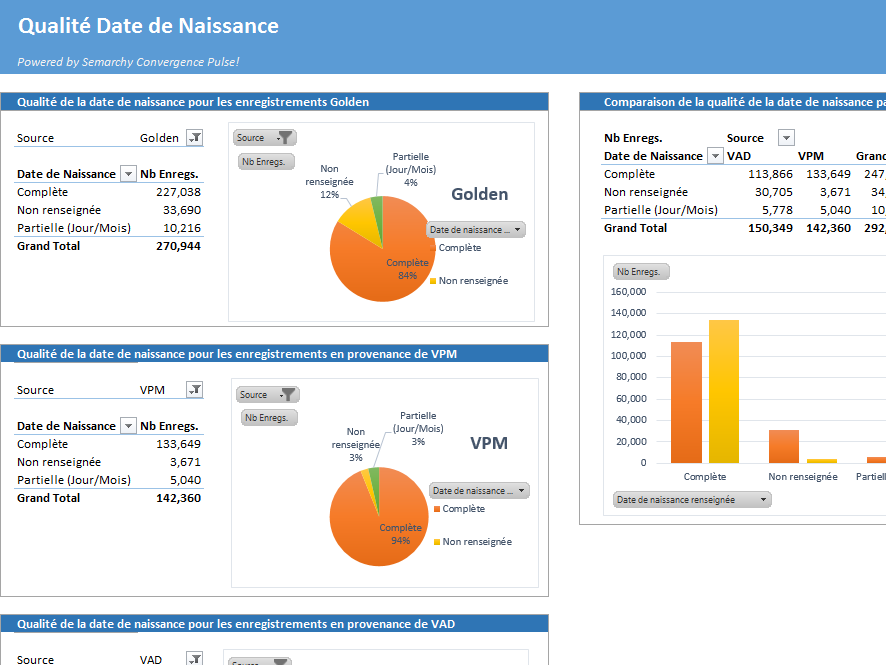 Qualité Date de Naissance
Powered by Semarchy Convergence Pulse!
Qualité de la date de naissance pour les enregistrements Golden
Source Golden
Date de Naissance Nb Enregs.
Complète 227,038
Non renseignée 33,690
Partielle (Jour/Mois) 10,216
Grand Total 270,944
Source
Nb Enregs.
Non
renseignée
12%
Partielle
(Jour/Mois)
4%
Golden
Date de naissance ...
Complète
Non renseignée
Complète
84%
Qualité de la date de naissance pour les enregistrements en provenance de VPM
Source VPM
Date de Naissance Nb Enregs.
Complète 133,649
Non renseignée 3,671
Partielle (Jour/Mois) 5,040
Grand Total 142,360
Source
Nb Enregs.
Non
renseignée
3%
Partielle
(Jour/Mois)
3%
VPM
Date de naissance ...
Complète
Non renseignée
Complète
94%
Qualité de la date de naissance pour les enregistrements en provenance de VAD
Source VAD
Source
Comparaison de la qualité de la date de naissance pa
Nb Enregs. Source
Date de Naissance VAD VPM Grand
Complète 113,866 133,649 247,
Non renseignée 30,705 3,671 34,
Partielle (Jour/Mois) 5,778 5,040 10,
Grand Total 150,349 142,360 292,
Nb Enregs.
160,000
140,000
120,000
100,000
80,000
60,000
40,000
20,000
0
Complète Non renseignée Partiell
Date de naissance renseignée